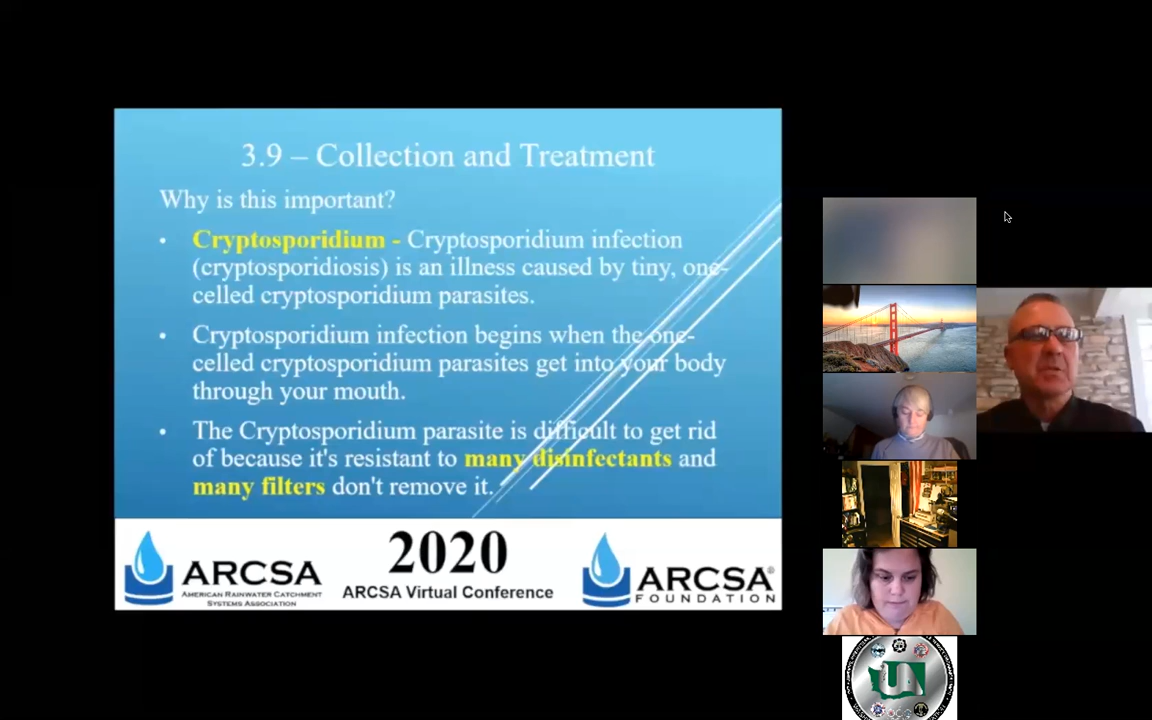 3.9 – Collection and Treatment
Why is this important?
• Cryptosporidium - Cryptosporidium infection
(cryptosporidiosis) is an illness caused by tiny, one-
celled cryptosporidium parasites.
• Cryptosporidium infection begins when the one-
celled cryptosporidium parasites get into your body
through your mouth.
• The Cryptosporidium parasite is difficult to get rid
of because it's resistant to many disinfectants and
many filters don't remove it.
ARCSA
AMERICAN RAINWATER CATCHMENT
SYSTEMS ASSOCIATION
2020
ARCSA Virtual Conference
ARCSA®
FOUNDATION
U